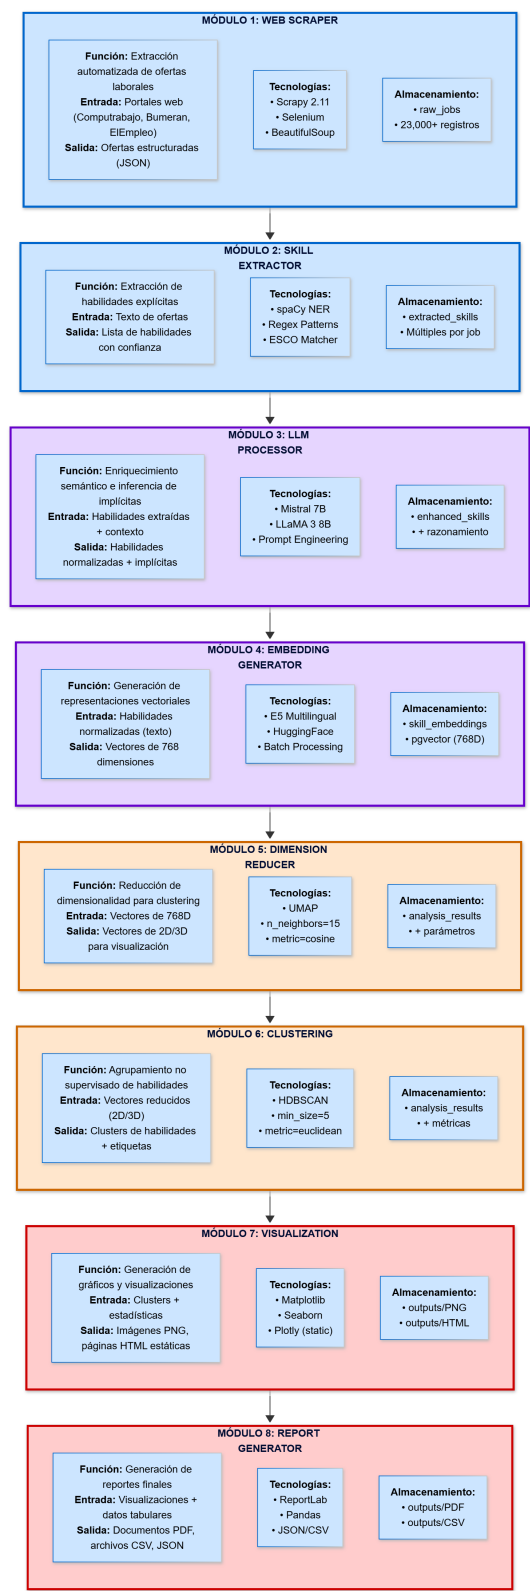 MÓDULO 1: WEB SCRAPER
Función: Extracción
automatizada de ofertas
laborales
Entrada: Portales web
(Computrabajo, Bumeran,
ElEmpleo)
Salida: Ofertas estructuradas
(JSON)
Tecnologías:
• Scrapy 2.11
• Selenium
• BeautifulSoup
Almacenamiento:
• raw_jobs
• 23,000+ registros
MÓDULO 2: SKILL
EXTRACTOR
Función: Extracción de
habilidades explícitas
Entrada: Texto de ofertas
Salida: Lista de habilidades
con confianza
Tecnologías:
• spaCy NER
• Regex Patterns
• ESCO Matcher
Almacenamiento:
• extracted_skills
• Múltiples por job
MÓDULO 3: LLM
PROCESSOR
Función: Enriquecimiento
semántico e inferencia de
implícitas
Entrada: Habilidades extraídas
+ contexto
Salida: Habilidades
normalizadas + implícitas
Tecnologías:
• Mistral 7B
• LLaMA 3 8B
• Prompt Engineering
Almacenamiento:
• enhanced_skills
• + razonamiento
MÓDULO 4: EMBEDDING
GENERATOR
Función: Generación de
representaciones vectoriales
Entrada: Habilidades
normalizadas (texto)
Salida: Vectores de 768
dimensiones
Tecnologías:
• E5 Multilingual
• HuggingFace
• Batch Processing
Almacenamiento:
• skill_embeddings
• pgvector (768D)
MÓDULO 5: DIMENSION
REDUCER
Función: Reducción de
dimensionalidad para clustering
Entrada: Vectores de 768D
Salida: Vectores de 2D/3D
para visualización
Tecnologías:
• UMAP
• n_neighbors=15
• metric=cosine
Almacenamiento:
• analysis_results
• + parámetros
MÓDULO 6: CLUSTERING
Función: Agrupamiento no
supervisado de habilidades
Entrada: Vectores reducidos
(2D/3D)
Salida: Clusters de habilidades
+ etiquetas
Tecnologías:
• HDBSCAN
• min_size=5
• metric=euclidean
Almacenamiento:
• analysis_results
• + métricas
MÓDULO 7: VISUALIZATION
Función: Generación de
gráficos y visualizaciones
Entrada: Clusters +
estadísticas
Salida: Imágenes PNG,
páginas HTML estáticas
Tecnologías:
• Matplotlib
• Seaborn
• Plotly (static)
Almacenamiento:
• outputs/PNG
• outputs/HTML
MÓDULO 8: REPORT
GENERATOR
Función: Generación de
reportes finales
Entrada: Visualizaciones +
datos tabulares
Salida: Documentos PDF,
archivos CSV, JSON
Tecnologías:
• ReportLab
• Pandas
• JSON/CSV
Almacenamiento:
• outputs/PDF
• outputs/CSV